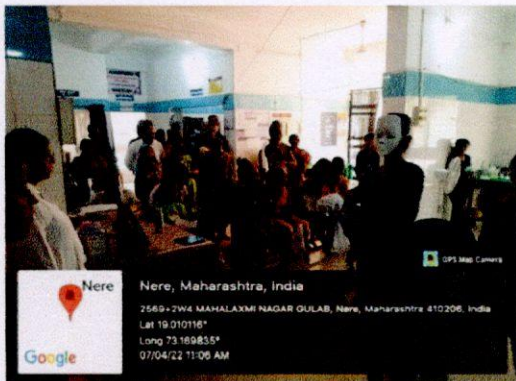 GPS Map Camera
Nere
Google
Nere, Maharashtra, India
2569+2W4 MAHALAXMI NAGAR GULAB, Nere, Maharashtra 410206, India
Lat 19.010116°
Long 73.169835°
07/04/22 11:06 AM